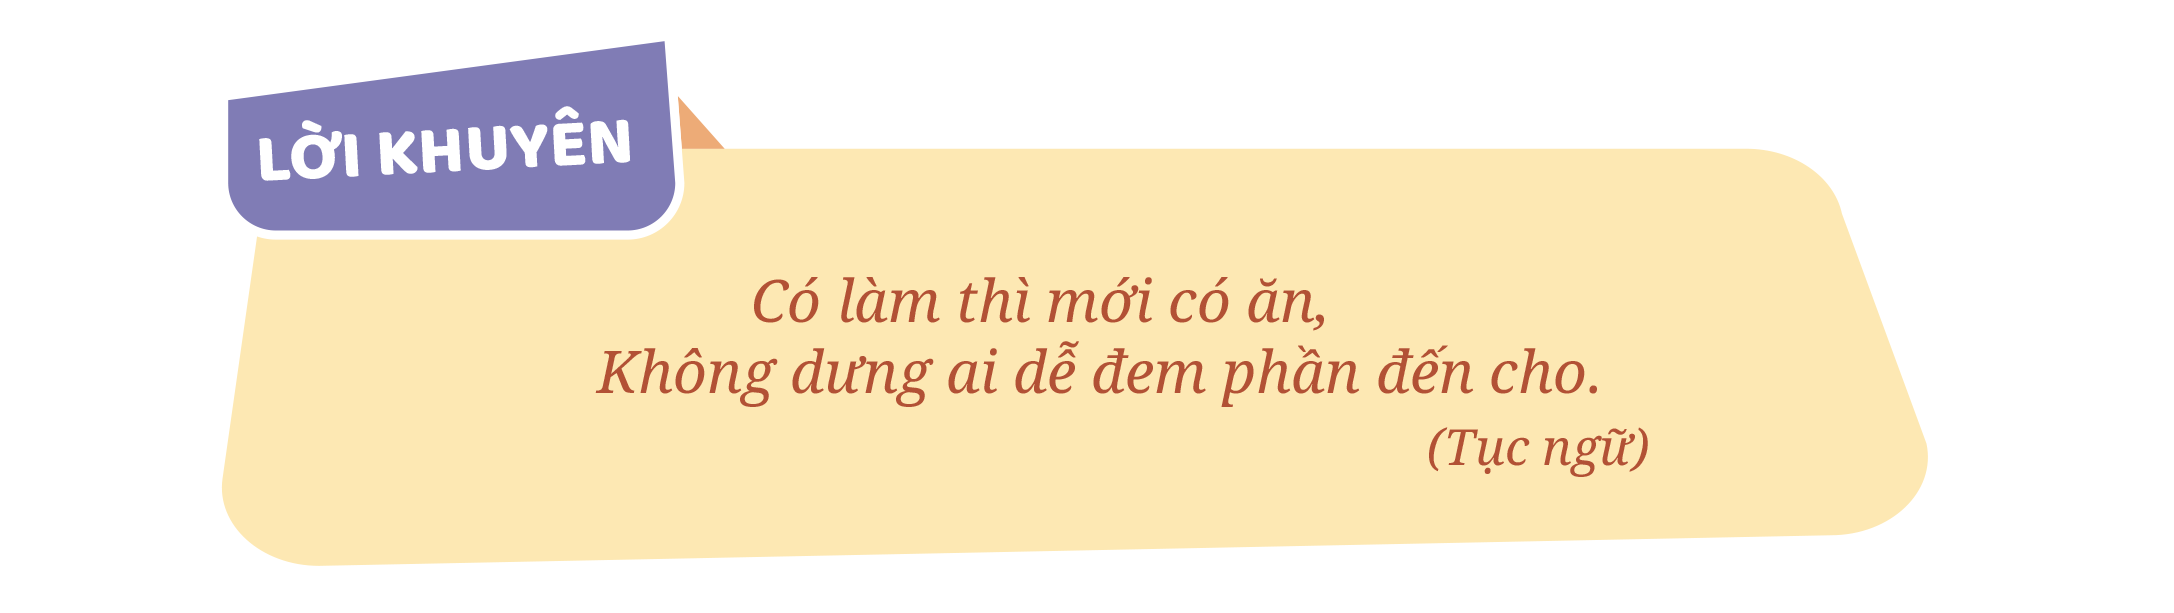 LỜI KHUYÊN
Có làm thì mới có ăn,
Không dưng ai dễ đem phần đến cho.
(Tục ngữ)